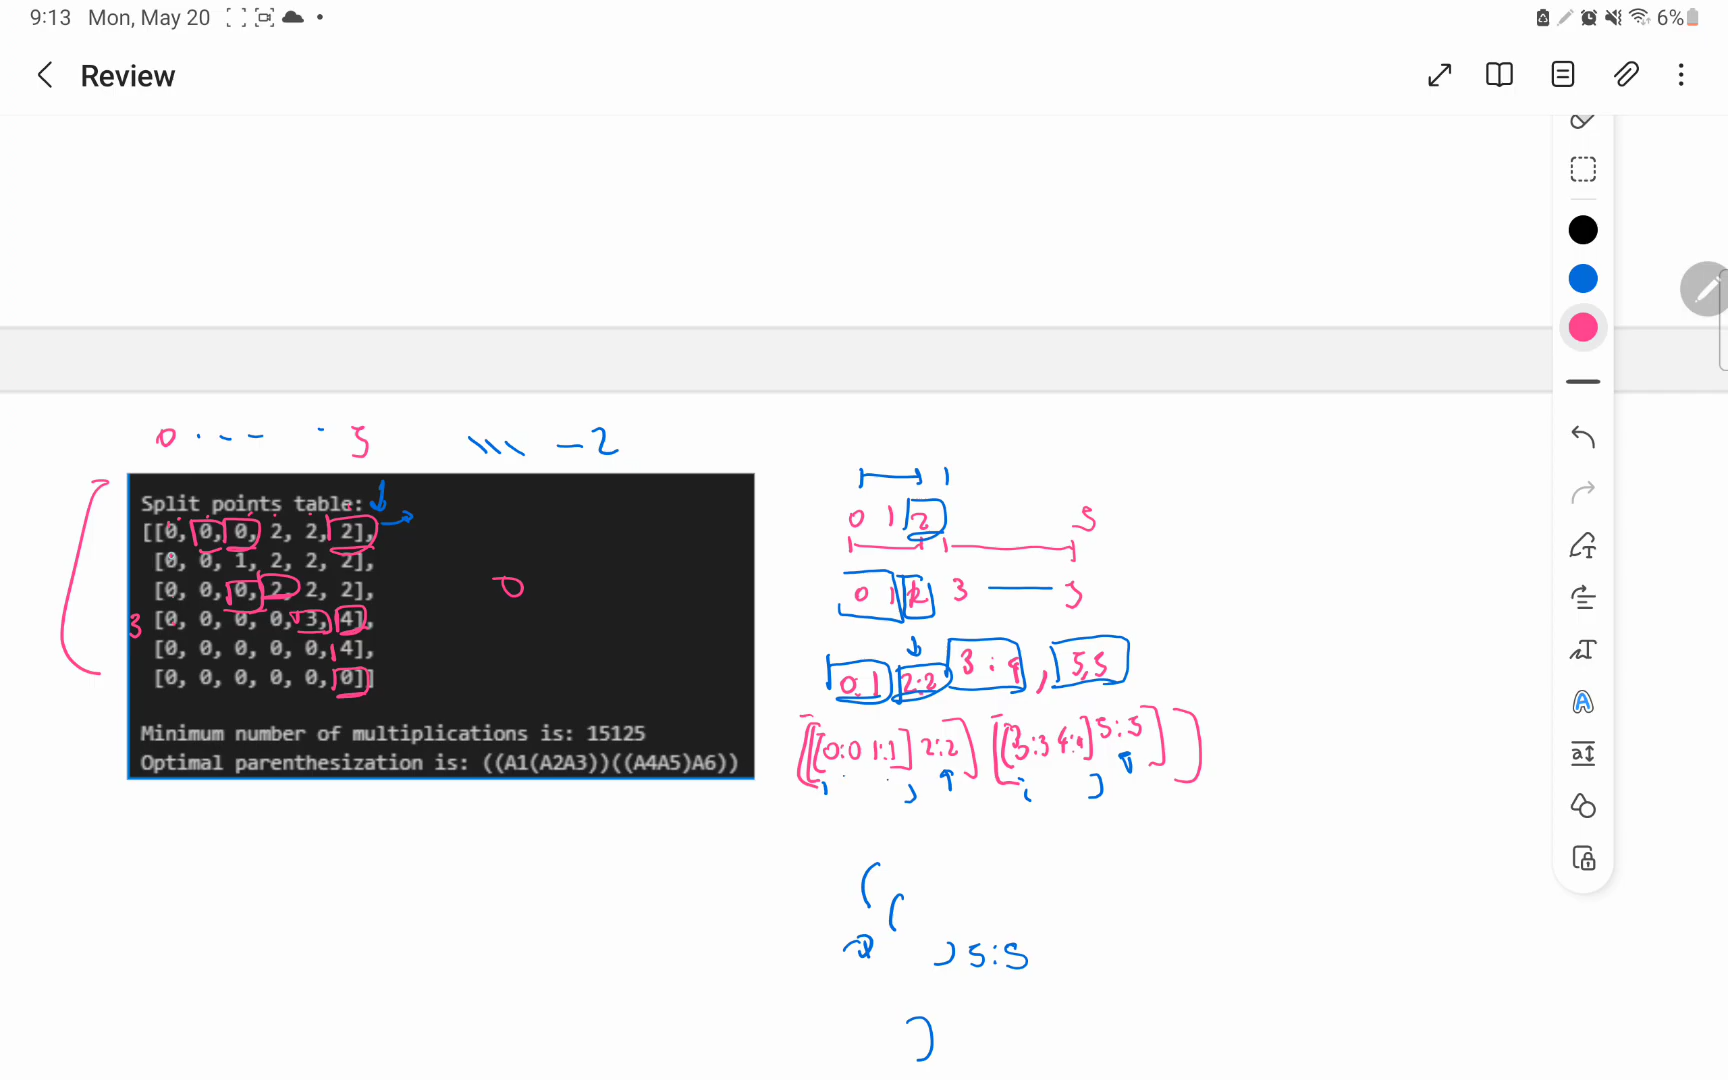 9:13 Mon, May 20
6%
Review
0 5 -2
Split points table:
[[0, 0, 0, 2, 2, 2],
[0, 0, 1, 2, 2, 2],
[0, 0, 0, 2, 2, 2],
3 [0, 0, 0, 0, 3, 4],
[0, 0, 0, 0, 0, 4],
[0, 0, 0, 0, 0, 0]]
Minimum number of multiplications is: 15125
Optimal parenthesization is: ((A1(A2A3))((A4A5)A6))
0
1
0 1 2 5
0 1 2 3 5
0 1 2:2 3:4 , 5,5
[[[0:0 1:1] 2:2] [[3:3 4:4] 5:5]]
i j i j
( (
) 5:5
)